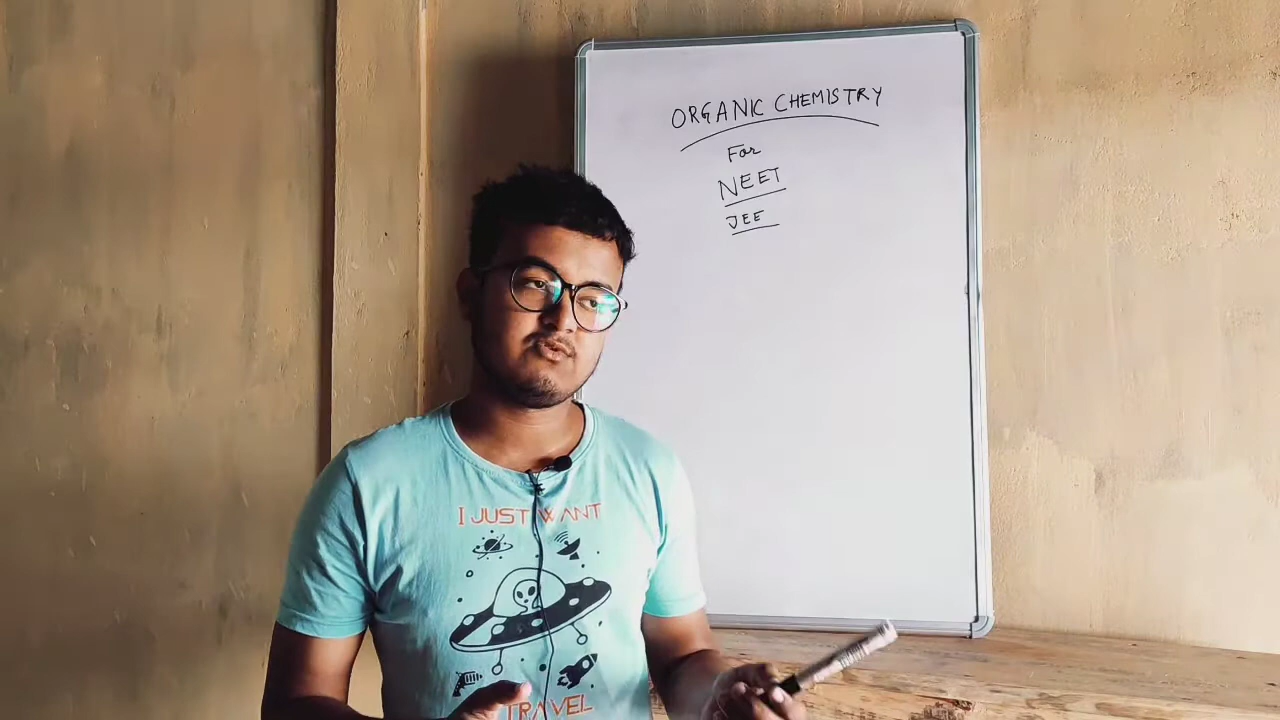 ORGANIC CHEMISTRY
For
NEET
JEE
I JUST WANT
TRAVEL